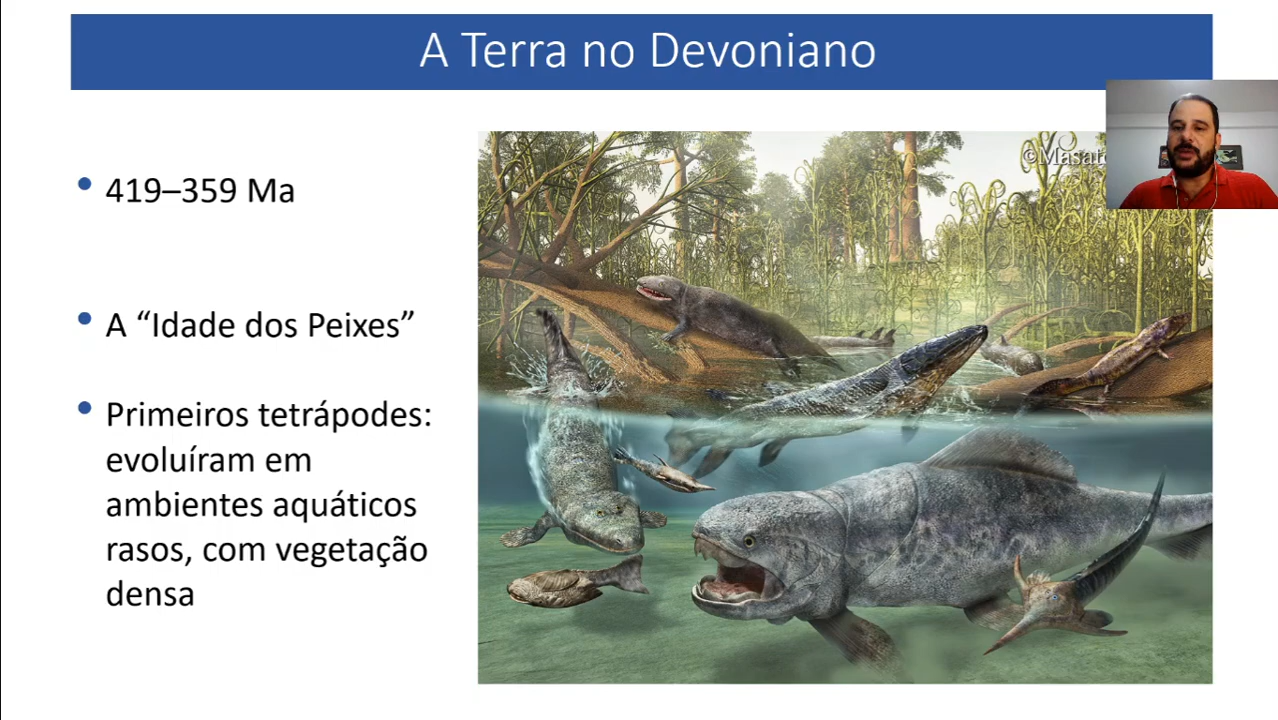 A Terra no Devoniano
419–359 Ma
A “Idade dos Peixes”
Primeiros tetrápodes:
evoluíram em
ambientes aquáticos
rasos, com vegetação
densa